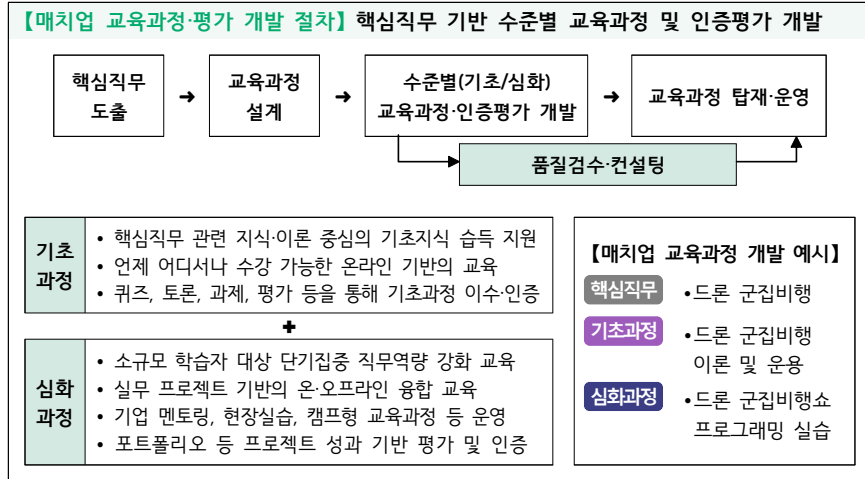 【매치업 교육과정·평가 개발 절차】 핵심직무 기반 수준별 교육과정 및 인증평가 개발
핵심직무
도출
➜
교육과정
설계
➜
수준별(기초/심화)
교육과정·인증평가 개발
➜
교육과정 탑재·운영
품질검수·컨설팅
기초
과정
• 핵심직무 관련 지식·이론 중심의 기초지식 습득 지원
• 언제 어디서나 수강 가능한 온라인 기반의 교육
• 퀴즈, 토론, 과제, 평가 등을 통해 기초과정 이수·인증
+
심화
과정
• 소규모 학습자 대상 단기집중 직무역량 강화 교육
• 실무 프로젝트 기반의 온·오프라인 융합 교육
• 기업 멘토링, 현장실습, 캠프형 교육과정 등 운영
• 포트폴리오 등 프로젝트 성과 기반 평가 및 인증
【매치업 교육과정 개발 예시】
핵심직무 •드론 군집비행
기초과정 •드론 군집비행
이론 및 운용
심화과정 •드론 군집비행쇼
프로그래밍 실습